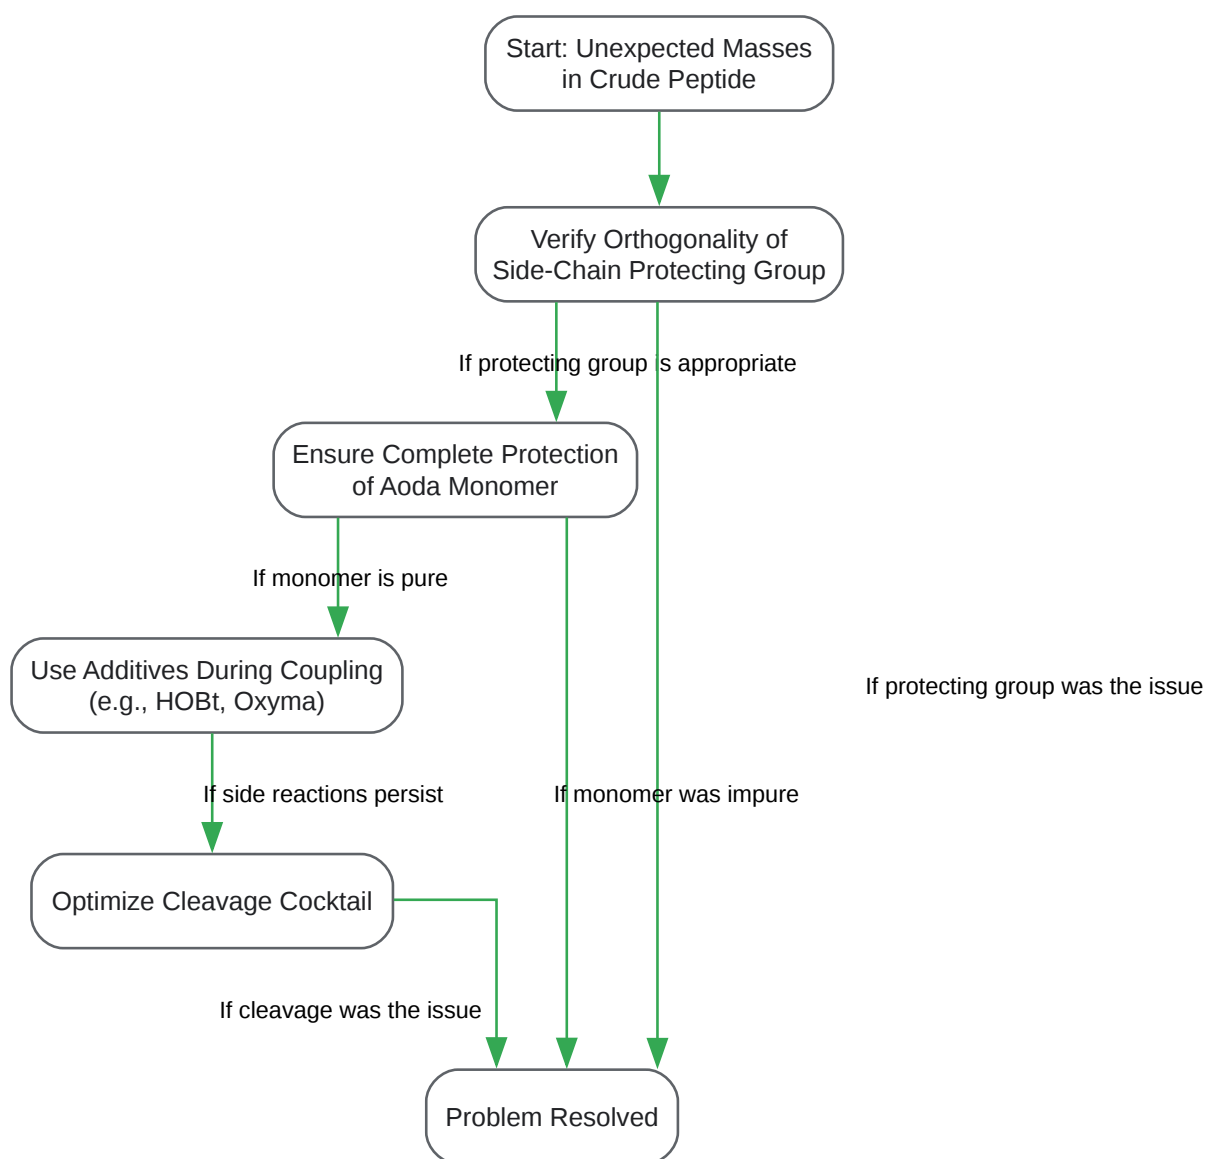 Start: Unexpected Masses
in Crude Peptide
Verify Orthogonality of
Side-Chain Protecting Group
If protecting group is appropriate
Ensure Complete Protection
of Aoda Monomer
If monomer is pure
Use Additives During Coupling
(e.g., HOBt, Oxyma)
If protecting group was the issue
If side reactions persist
If monomer was impure
Optimize Cleavage Cocktail
If cleavage was the issue
Problem Resolved